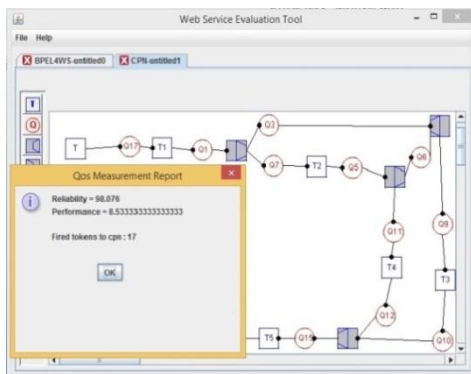 Web Service Evaluation Tool
File Help
BPEL4WS-untitled0 CPN-untitled1
T
Q
Q3
T Q17 T1 Q1
Q7 T2 Q5 Q6
Qos Measurement Report
Reliability = 98.076
Performance = 8.533333333333333
Fired tokens to cpn : 17
OK
Q11 Q9
T4 T3
Q12
T5 Q15 Q10